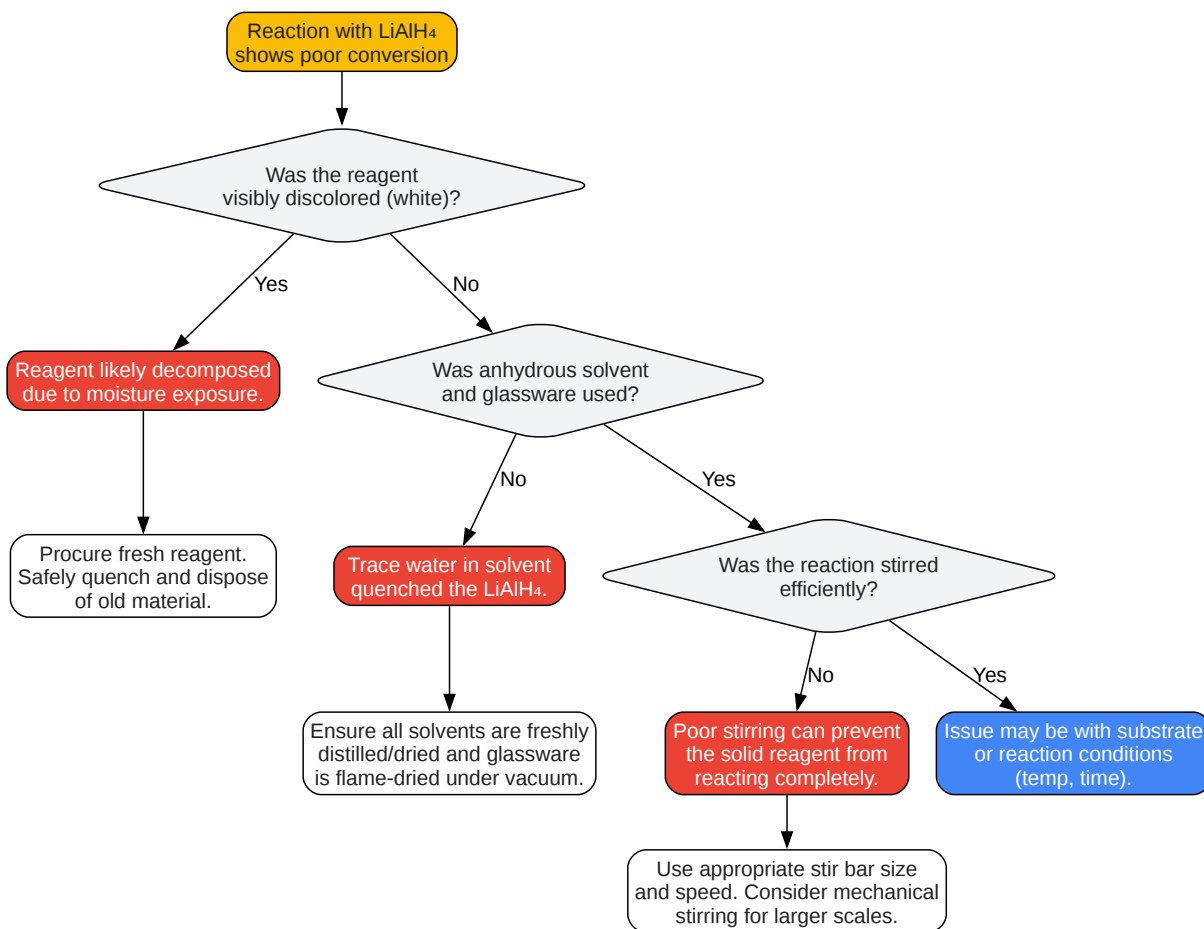 Reaction with LiAlH₄
shows poor conversion
Was the reagent
visibly discolored (white)?
Yes
No
Reagent likely decomposed
due to moisture exposure.
Was anhydrous solvent
and glassware used?
No
Yes
Procure fresh reagent.
Safely quench and dispose
of old material.
Trace water in solvent
quenched the LiAlH₄.
Was the reaction stirred
efficiently?
No
Yes
Ensure all solvents are freshly
distilled/dried and glassware
is flame-dried under vacuum.
Poor stirring can prevent
the solid reagent from
reacting completely.
Issue may be with substrate
or reaction conditions
(temp, time).
Use appropriate stir bar size
and speed. Consider mechanical
stirring for larger scales.